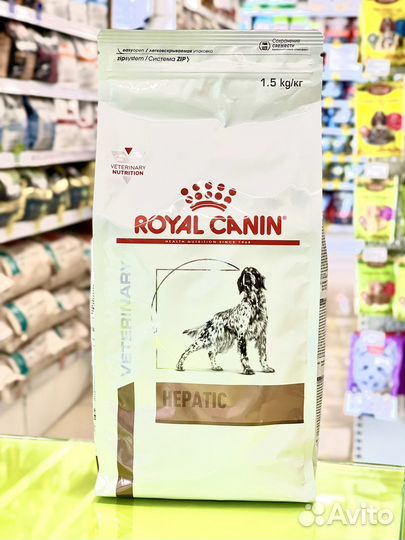 easyopen / легковскрываемая упаковка
zipsystem / Система ZIP
Сохранение
СВЕЖЕСТИ
1.5 kg/кг
VETERINARY
NUTRITION
ROYAL CANIN
HEALTH NUTRITION SINCE 1968
VETERINARY
HEPATIC
Avito